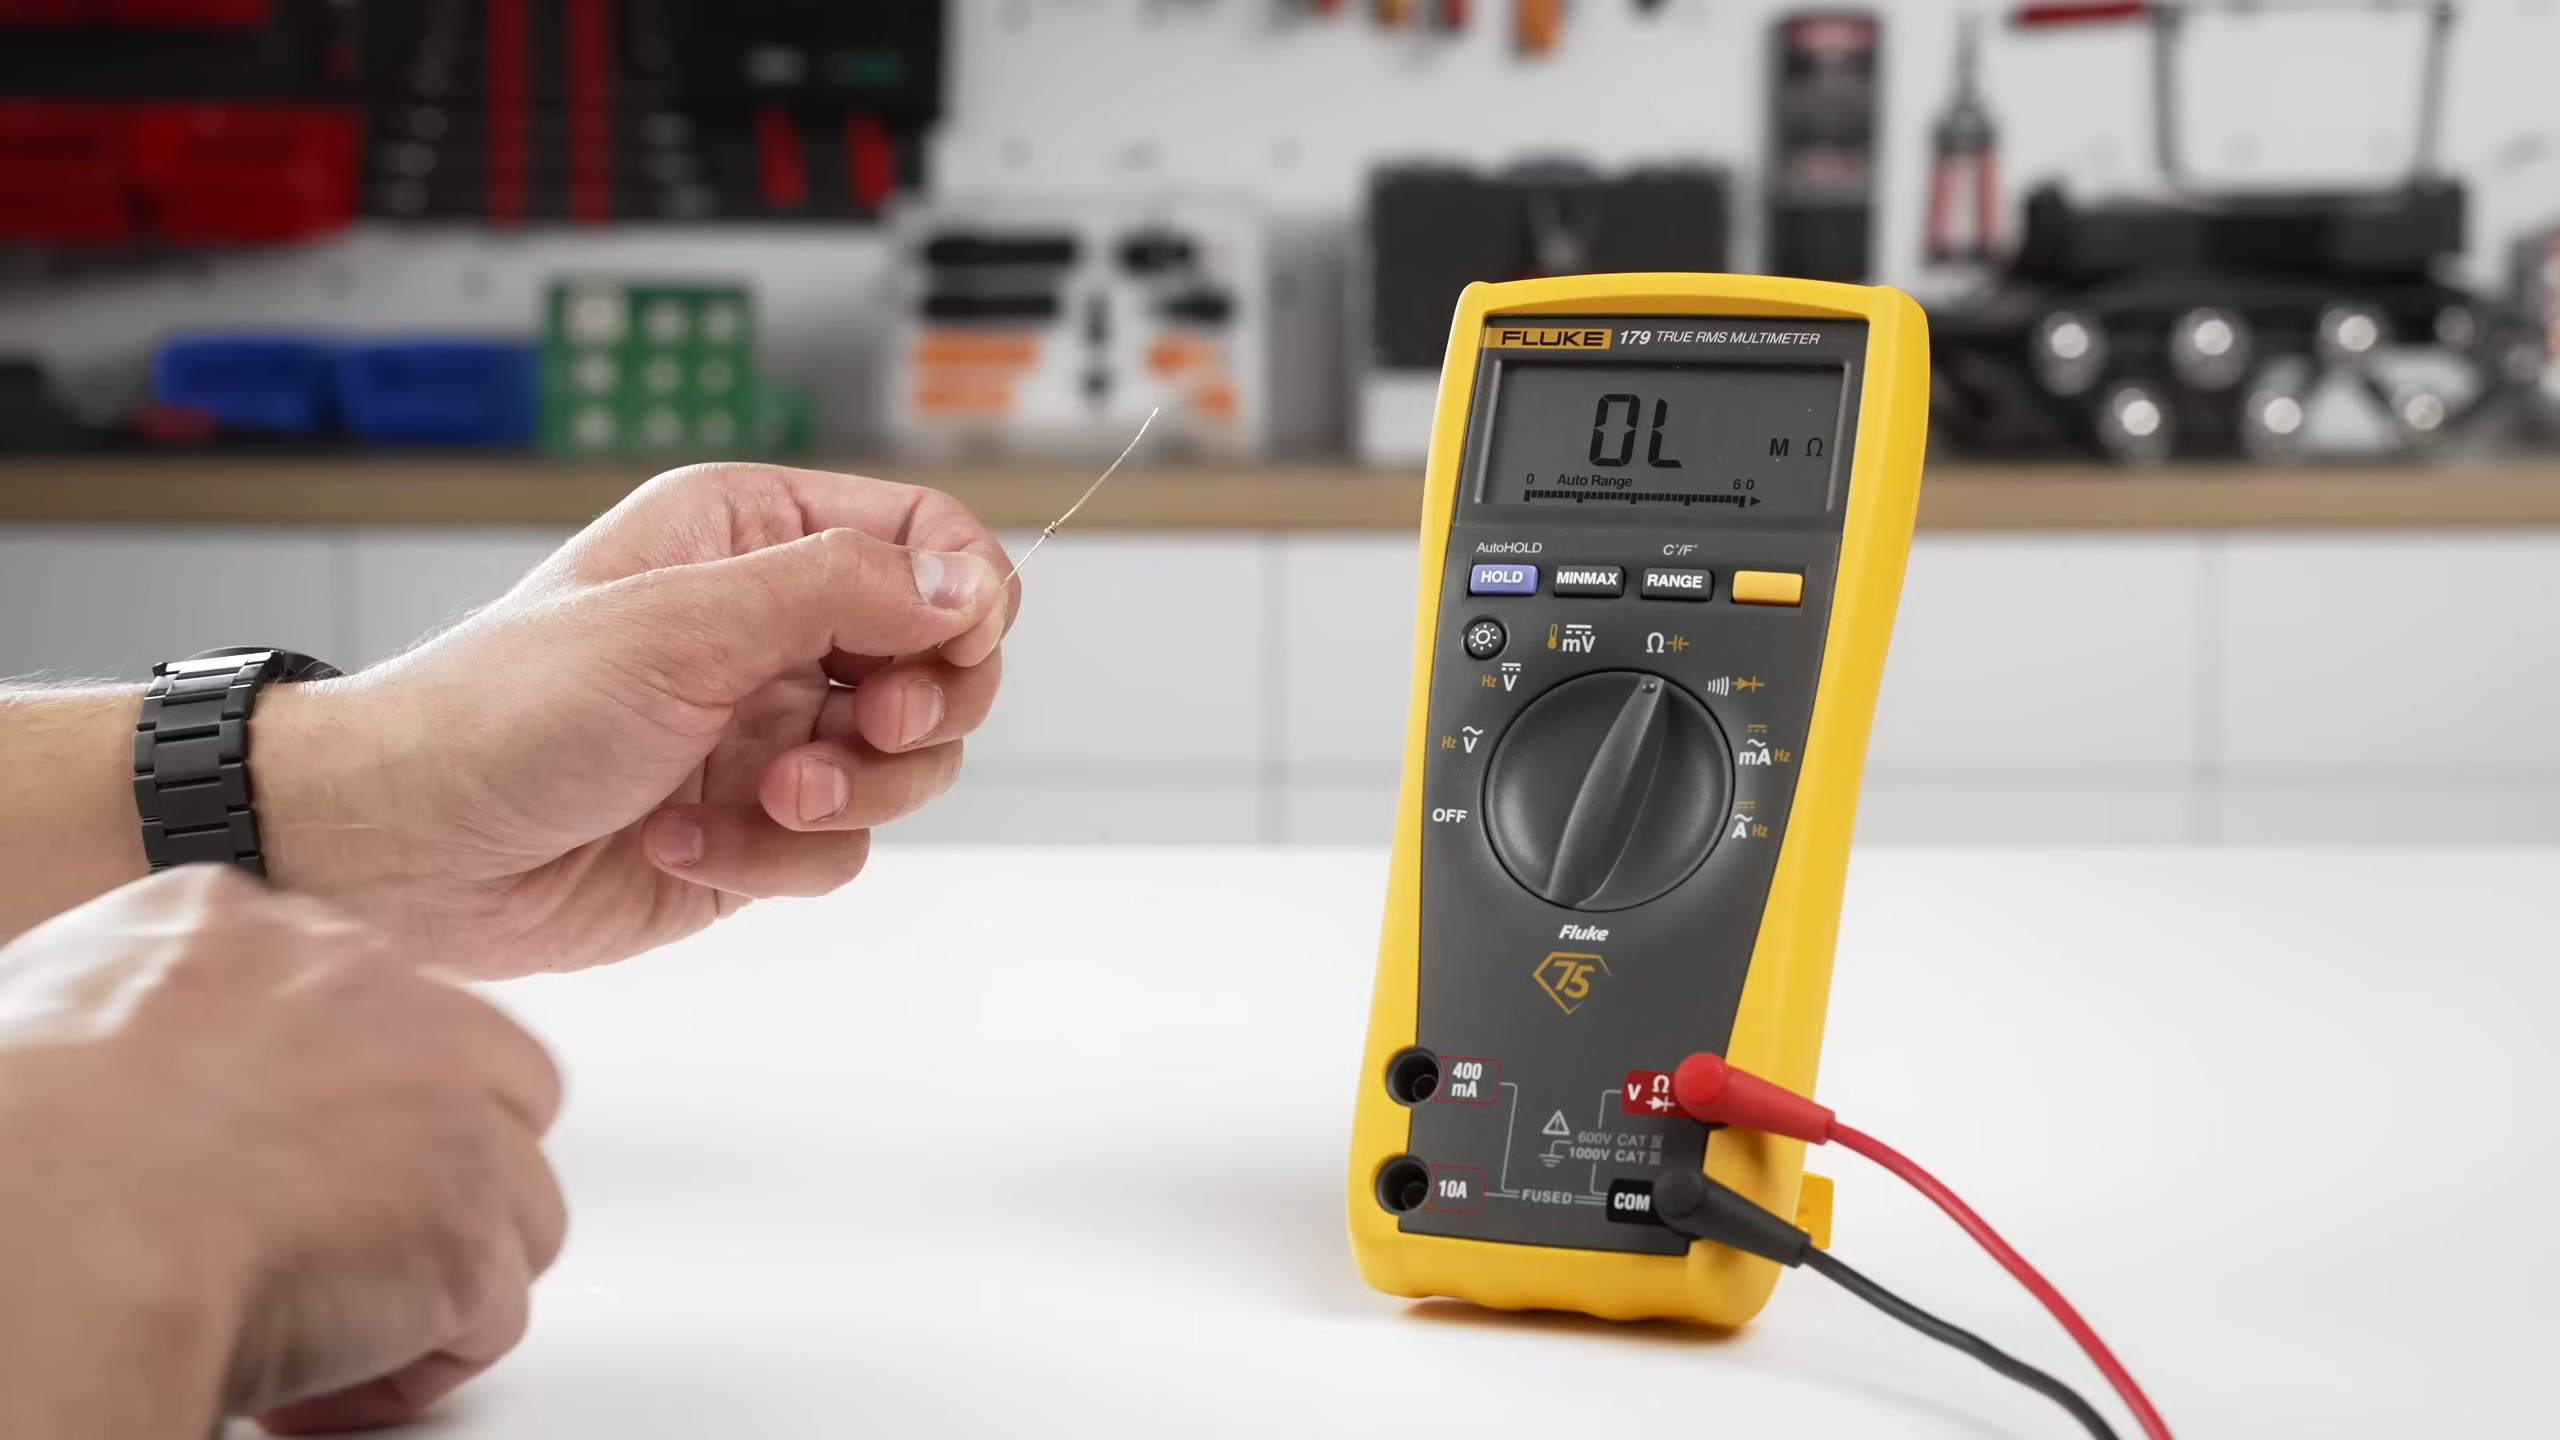 FLUKE 179 TRUE RMS MULTIMETER
0L
M Ω
0 Auto Range 60
AutoHOLD C°/F°
HOLD MINMAX RANGE
mV Ω
Hz V
Hz V
mA Hz
OFF
A Hz
Fluke
75
400
mA
V Ω
600V CAT IV
1000V CAT III
10A
FUSED
COM